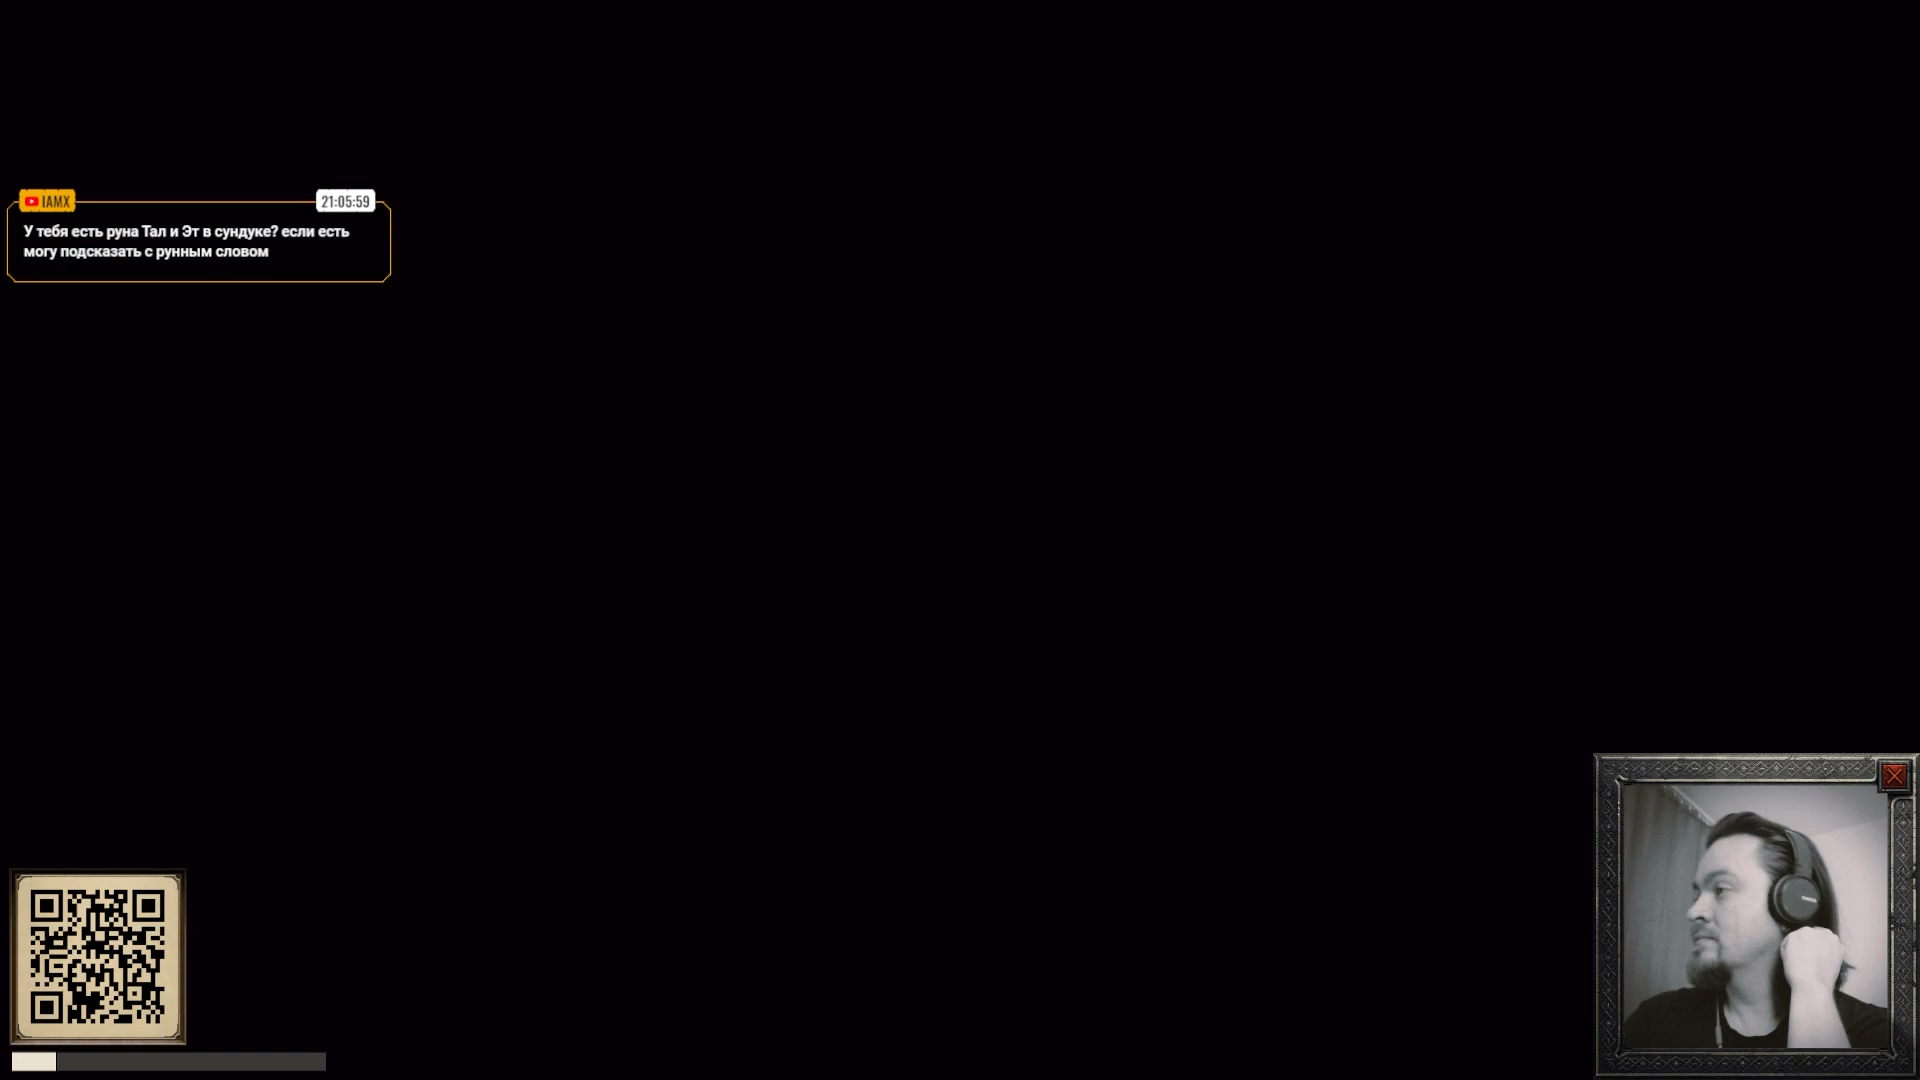 IAMX
21:05:59
У тебя есть руна Тал и Эт в сундуке? если есть
могу подсказать с рунным словом